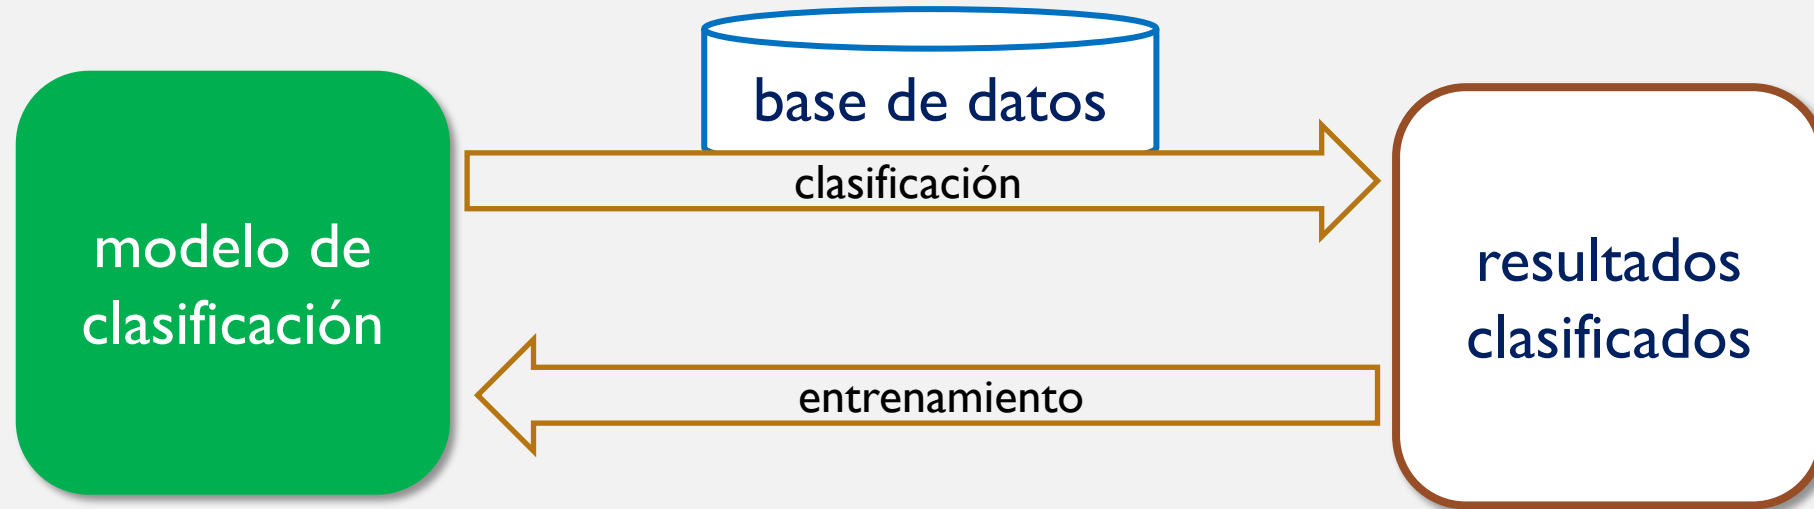 base de datos
clasificación
modelo de
clasificación
resultados
clasificados
entrenamiento